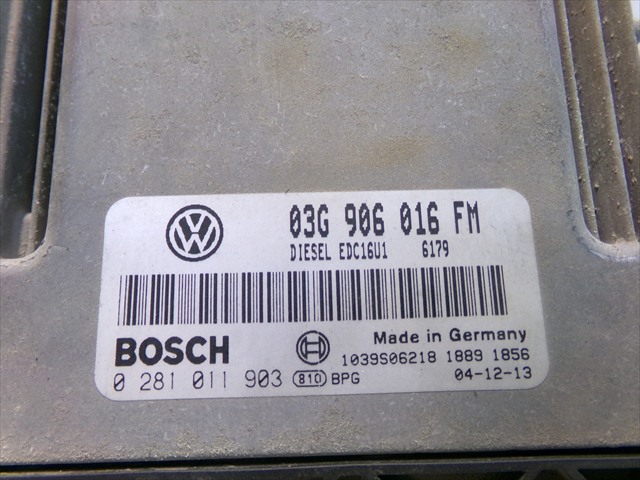 03G 906 016 FM
DIESEL EDC16U1 6179
BOSCH
Made in Germany
1039S06218 1889 1856
0 281 011 903 810 BPG 04-12-13